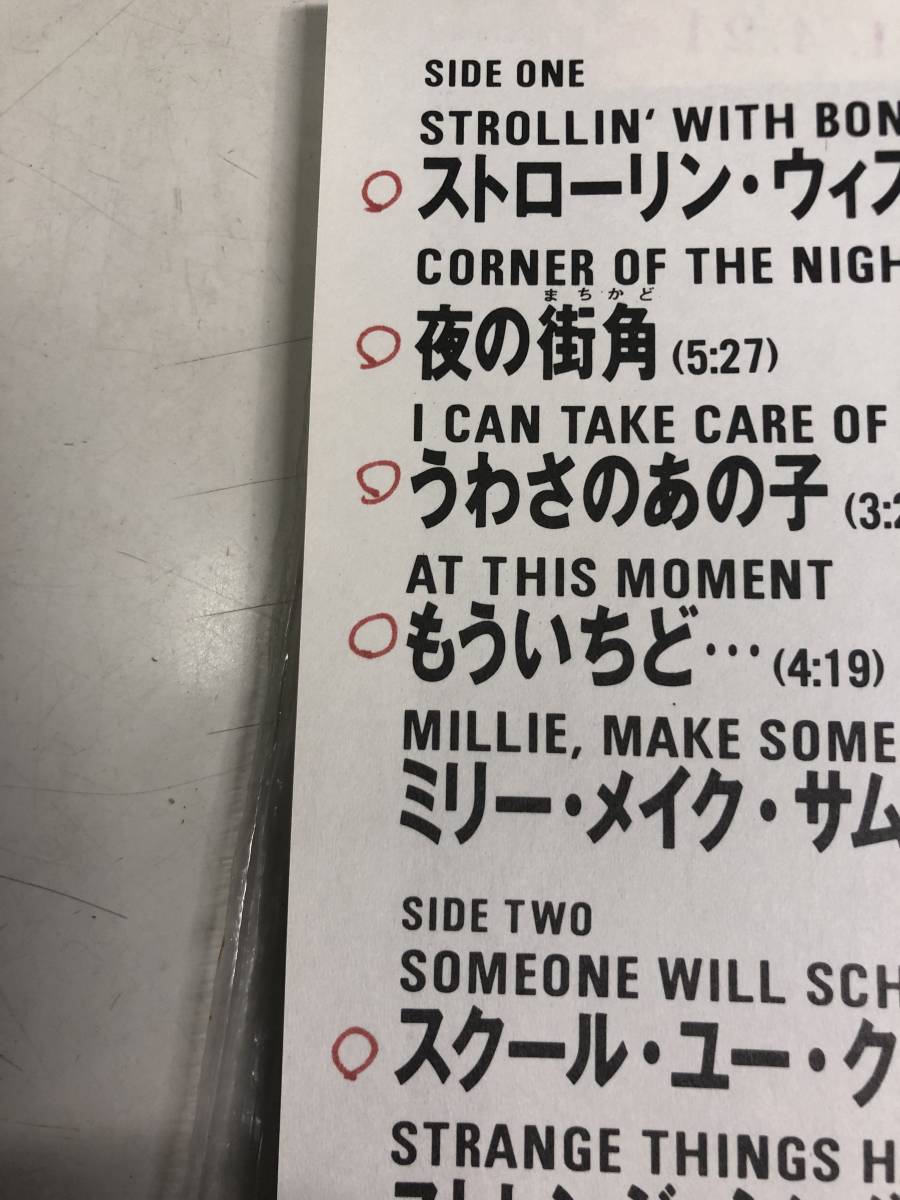 SIDE ONE
STROLLIN' WITH BON
ストローリン・ウィズ
CORNER OF THE NIGH
まちかど
夜の街角 (5:27)
I CAN TAKE CARE OF
うわさのあの子 (3:2
AT THIS MOMENT
もういちど… (4:19)
MILLIE, MAKE SOME
ミリー・メイク・サム
SIDE TWO
SOMEONE WILL SCH
スクール・ユー・ク
STRANGE THINGS H